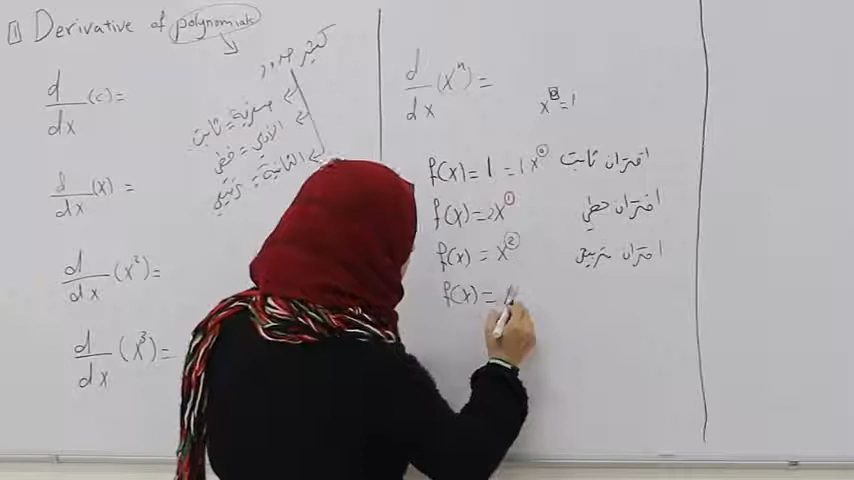 1 Derivative of polynomials
كثير حدود
صفرية = ثابت
الأولى = خطي
الثانية = تربيعي
d/dx (c) =
d/dx (x) =
d/dx (x²) =
d/dx (x³) =
d/dx (xⁿ) =
x⁰ = 1
f(x) = 1 = 1x⁰ اقتران ثابت
f(x) = 2x¹ اقتران خطي
f(x) = x² اقتران تربيعي
f(x) =